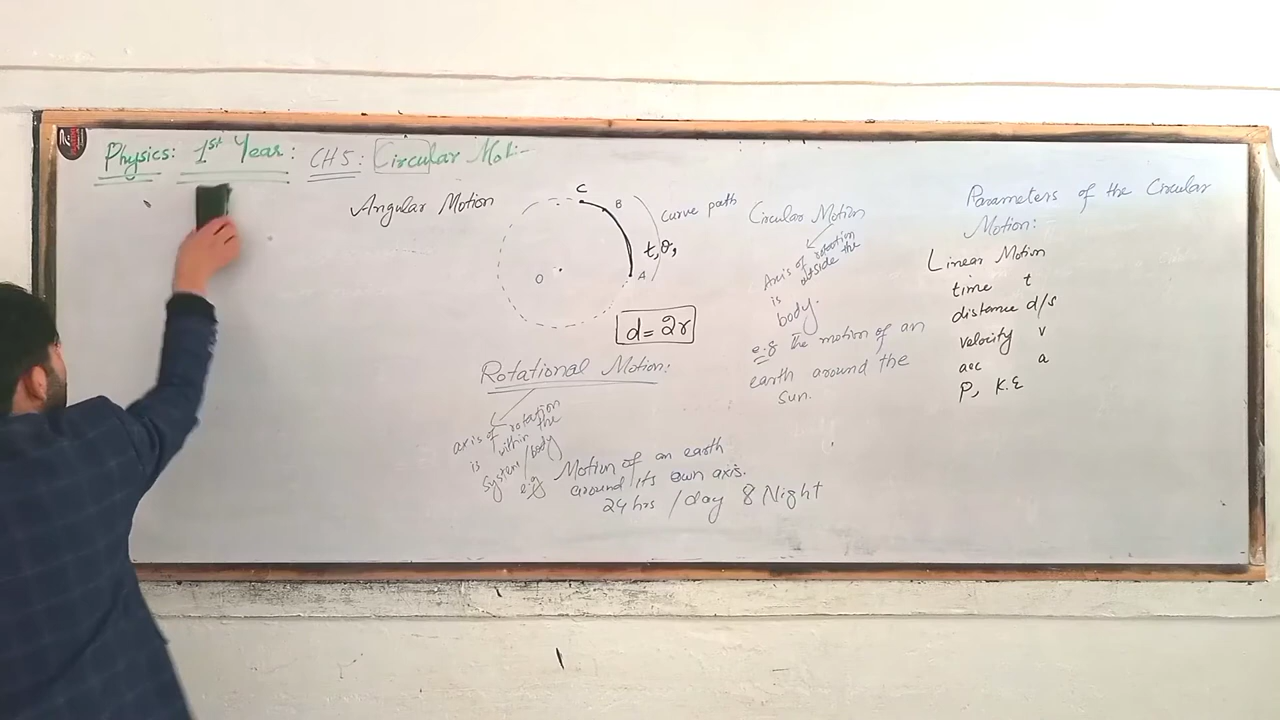 Physics: 1st Year: CH5: Circular Moti
Angular Motion
C
B
curve path
t,θ,
A
O
d=2r
Rotational Motion:
axis of rotation
is within the
system/body
e.g Motion of an earth
around its own axis.
24 hrs / day 8 Night
Circular Motion
Axis of rotation
is outside the
body.
e.g The motion of an
earth around the
sun.
Parameters of the Circular
Motion:
Linear Motion
time t
distance d/s
velocity v
acc a
P, K.E